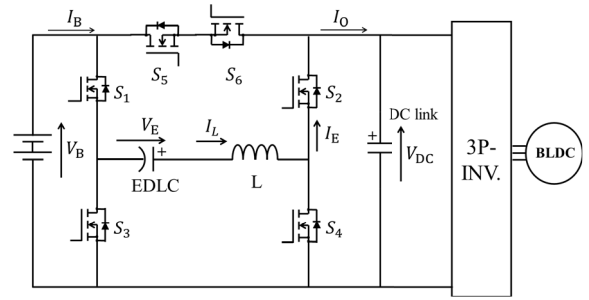 I_B
S_5
S_6
I_O
S_1
S_2
V_E
I_L
I_E
DC link
V_B
+
+
V_DC
3P-
INV.
BLDC
EDLC
L
S_3
S_4